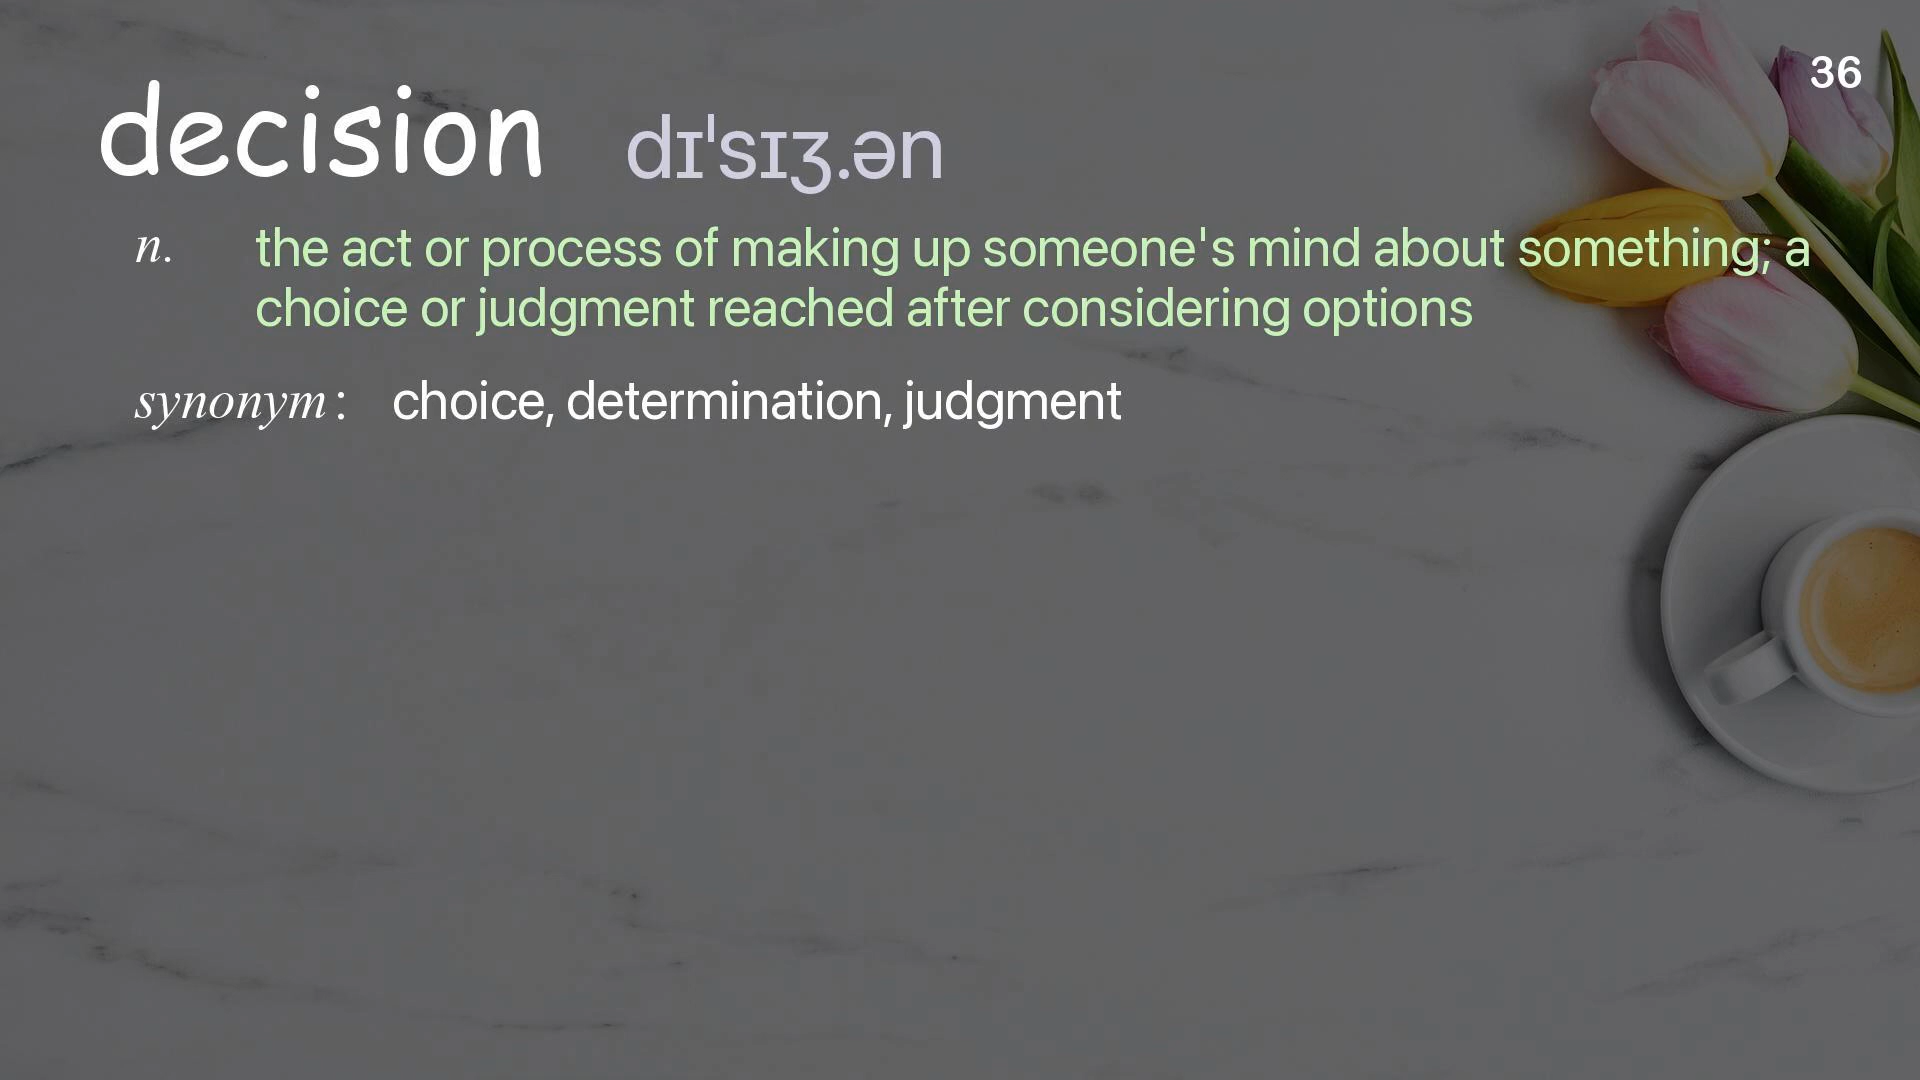 36
decision dɪˈsɪʒ.ən
n. the act or process of making up someone's mind about something; a
choice or judgment reached after considering options
synonym : choice, determination, judgment